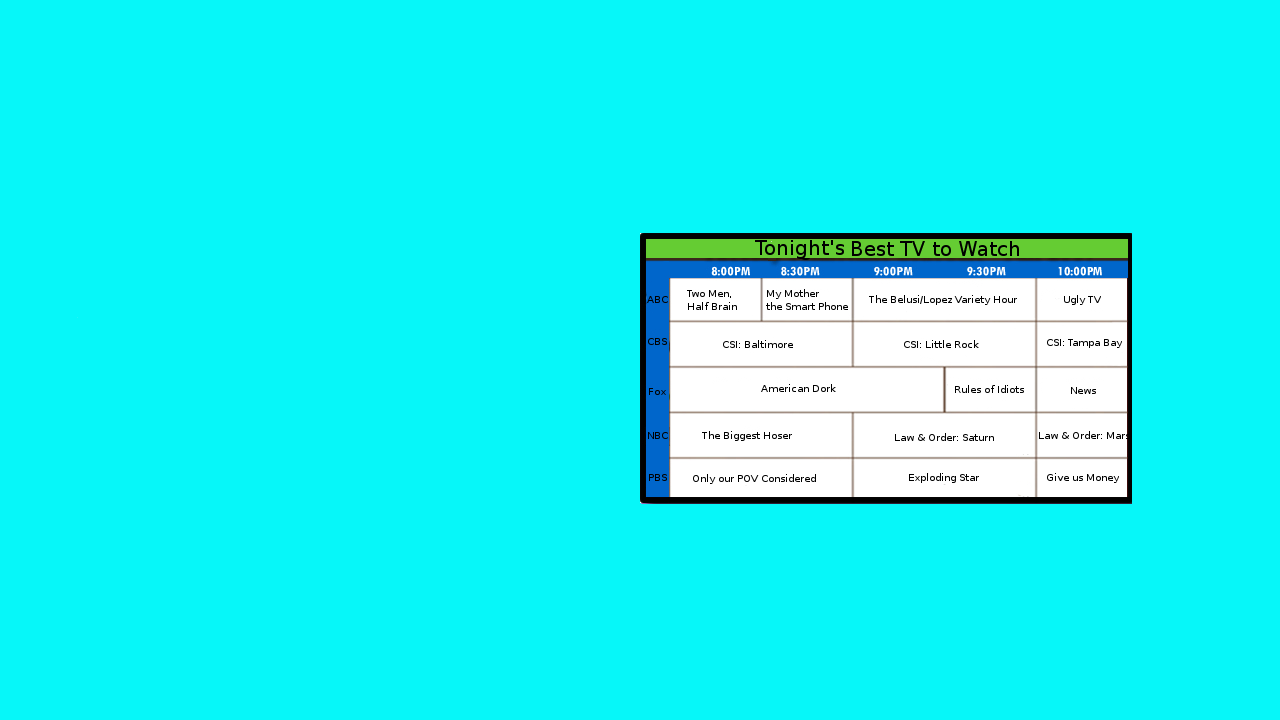 Tonight's Best TV to Watch
8:00PM 8:30PM 9:00PM 9:30PM 10:00PM
ABC
Two Men,
Half Brain
My Mother
the Smart Phone
The Belusi/Lopez Variety Hour
Ugly TV
CBS
CSI: Baltimore
CSI: Little Rock
CSI: Tampa Bay
Fox
American Dork
Rules of Idiots
News
NBC
The Biggest Hoser
Law & Order: Saturn
Law & Order: Mars
PBS
Only our POV Considered
Exploding Star
Give us Money